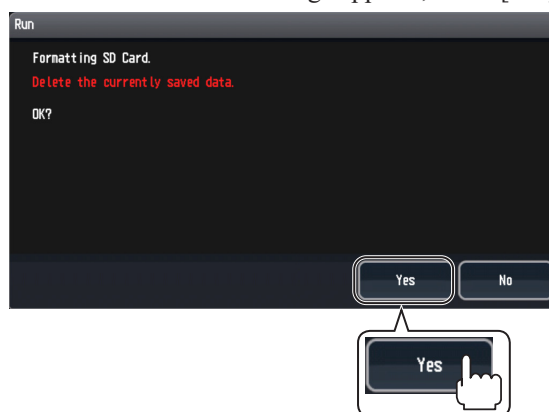 Run
Formatting SD Card.
Delete the currently saved data.
OK?
Yes No
Yes